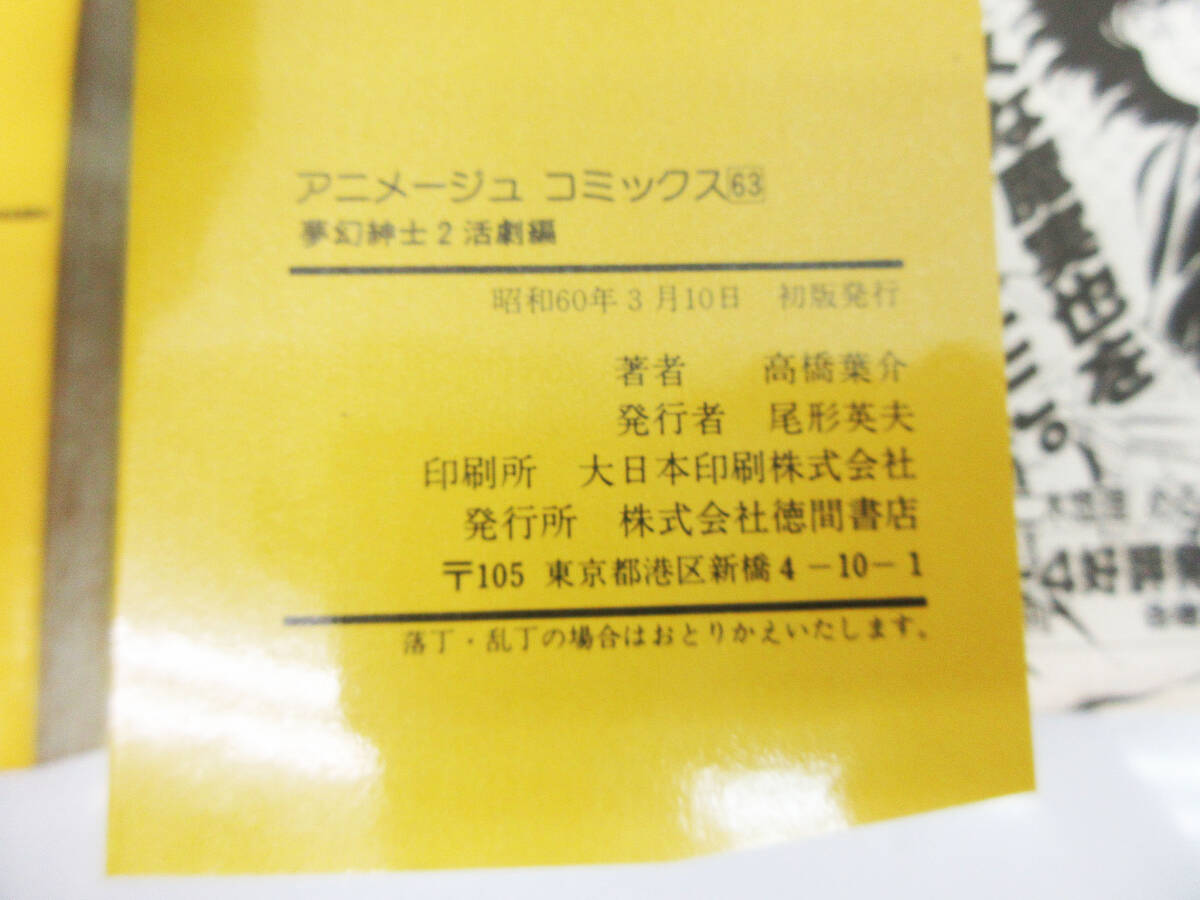 アニメージュ コミックス63
夢幻紳士2活劇編
昭和60年3月10日 初版発行
著者 高橋葉介
発行者 尾形英夫
印刷所 大日本印刷株式会社
発行所 株式会社徳間書店
〒105 東京都港区新橋4-10-1
落丁・乱丁の場合はおとりかえいたします。